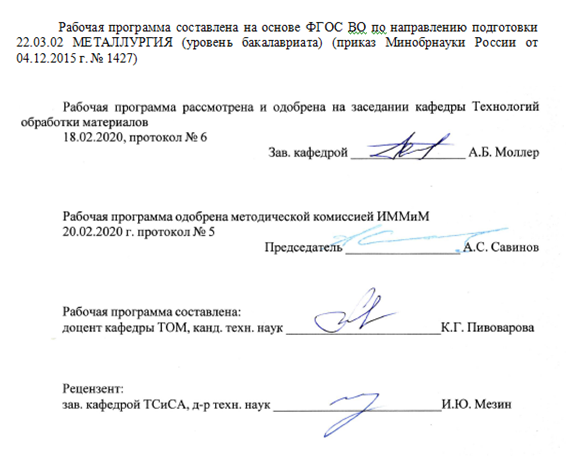 Рабочая программа составлена на основе ФГОС ВО по направлению подготовки
22.03.02 МЕТАЛЛУРГИЯ (уровень бакалавриата) (приказ Минобрнауки России от
04.12.2015 г. № 1427)
Рабочая программа рассмотрена и одобрена на заседании кафедры Технологий
обработки материалов
18.02.2020, протокол № 6
Зав. кафедрой ________________ А.Б. Моллер
Рабочая программа одобрена методической комиссией ИММиМ
20.02.2020 г. протокол № 5
Председатель ________________ А.С. Савинов
Рабочая программа составлена:
доцент кафедры ТОМ, канд. техн. наук ________________ К.Г. Пивоварова
Рецензент:
зав. кафедрой ТСиСА, д-р техн. наук ________________ И.Ю. Мезин